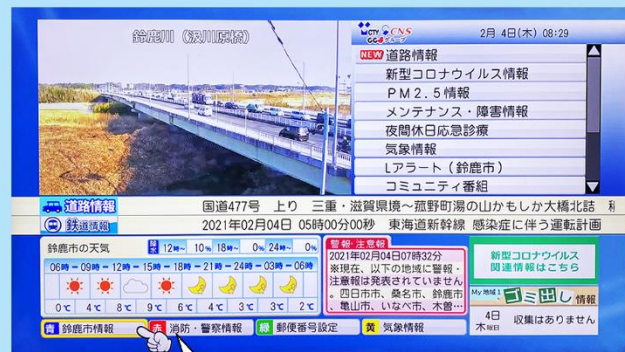 鈴鹿川（汲川原橋）
CTY CNS
CCG グループ
2月 4日(木) 08:29
NEW 道路情報
新型コロナウイルス情報
PM2.5情報
メンテナンス・障害情報
夜間休日応急診療
気象情報
Lアラート（鈴鹿市）
コミュニティ番組
道路情報
国道477号 上り 三重・滋賀県境～菰野町湯の山かもしか大橋北詰
鉄道情報
2021年02月04日 05時00分00秒 東海道新幹線 感染症に伴う運転計画
鈴鹿市の天気
降水 12時～ 10% 18時～ 0% 24時～ 0%
06時 － 09時 － 12時 － 15時 － 18時 － 21時 － 24時 － 03時 － 06時
0℃ 4℃ 8℃ 9℃ 6℃ 4℃ 3℃ 3℃ 2℃
警報・注意報
2021年02月04日07時32分
※現在、以下の地域に警報・
注意報は発表されていません
。四日市市、桑名市、鈴鹿市
、亀山市、いなべ市、木曽…
新型コロナウイルス
関連情報はこちら
My地域1 ゴミ出し情報
4日
木曜日
収集はありません
青 鈴鹿市情報
赤 消防・警察情報
緑 郵便番号設定
黄 気象情報